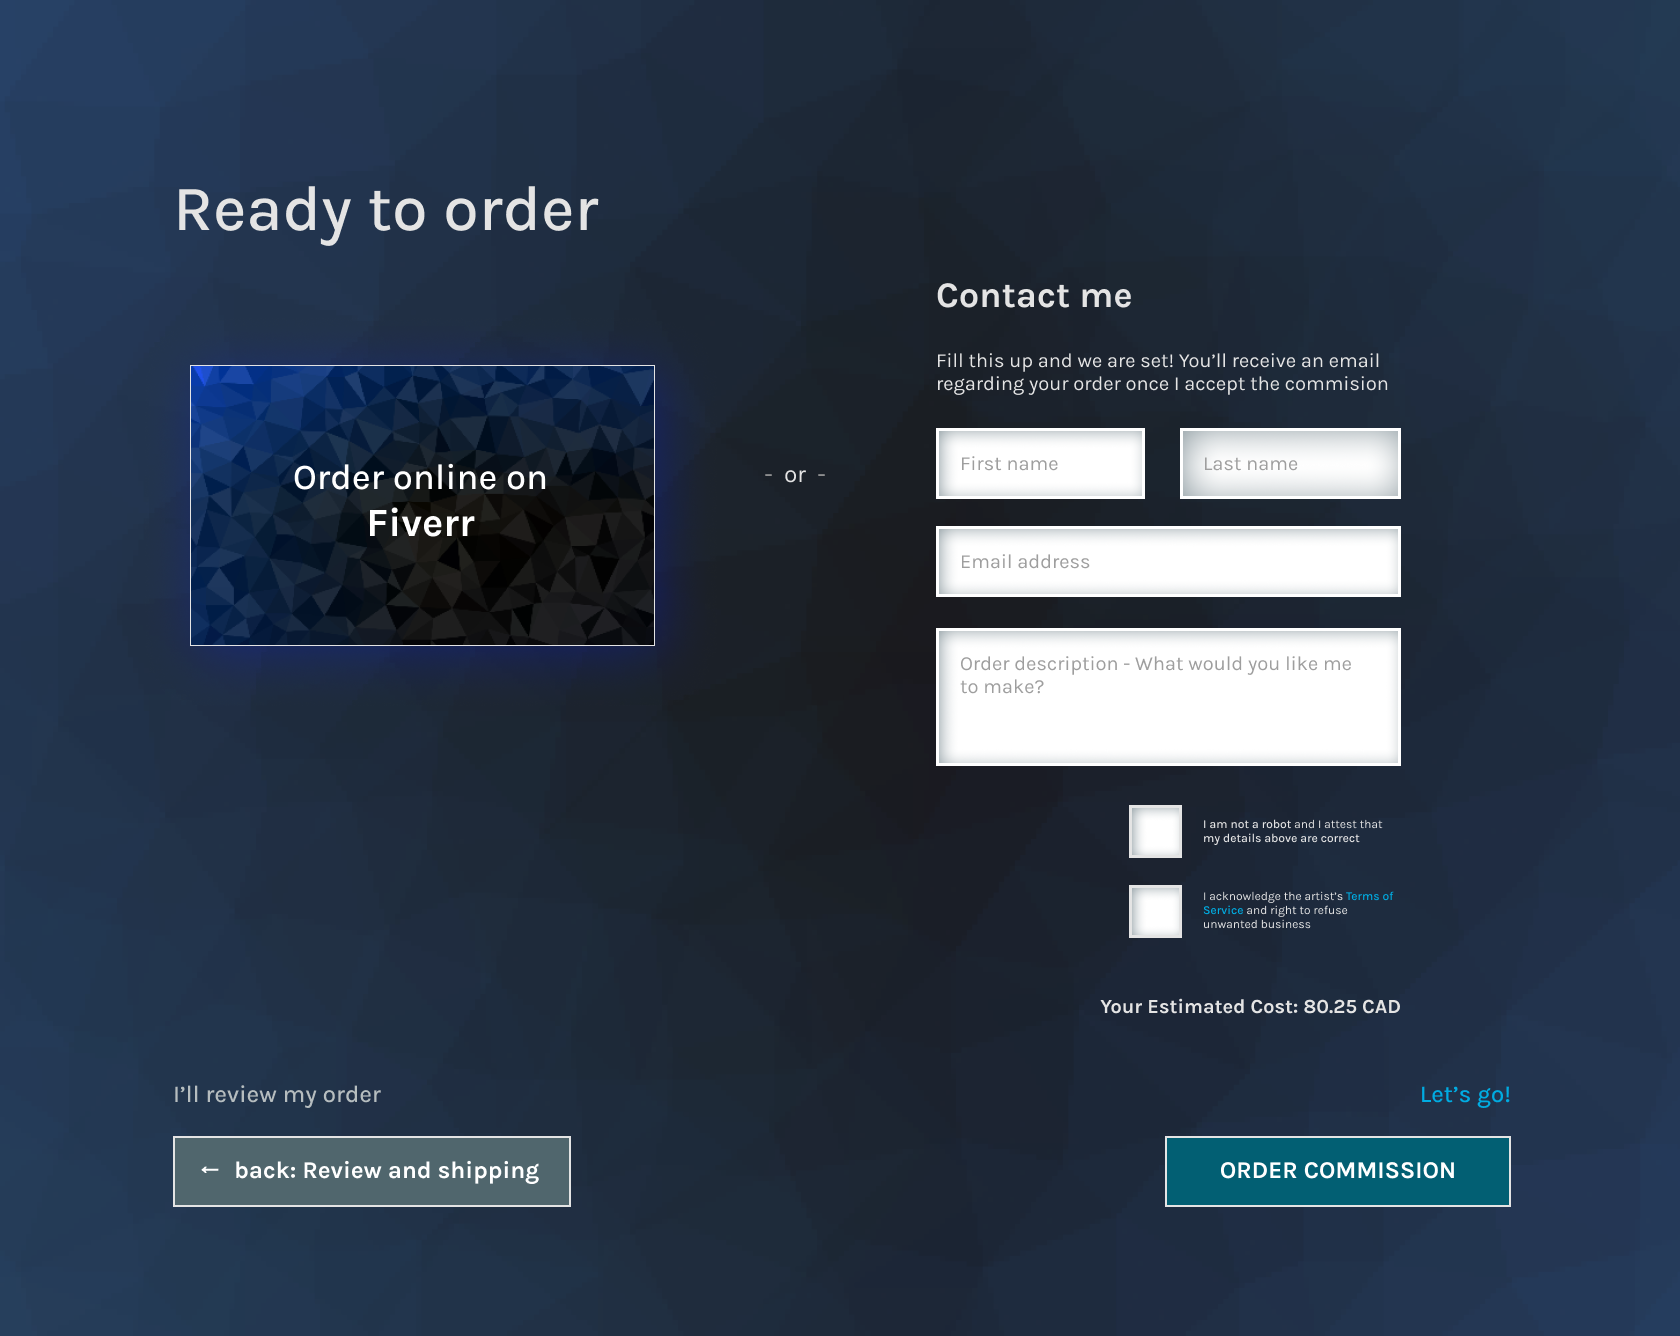 Ready to order
Order online on
Fiverr
- or -
Contact me
Fill this up and we are set! You’ll receive an email
regarding your order once I accept the commision
First name
Last name
Email address
Order description - What would you like me
to make?
I am not a robot and I attest that
my details above are correct
I acknowledge the artist’s Terms of
Service and right to refuse
unwanted business
Your Estimated Cost: 80.25 CAD
I’ll review my order
← back: Review and shipping
Let’s go!
ORDER COMMISSION